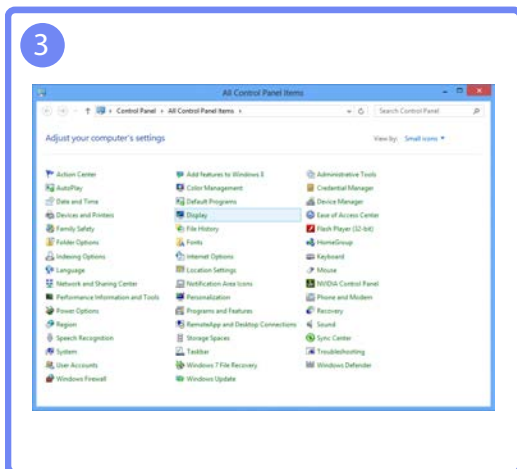 3
All Control Panel Items
Control Panel All Control Panel Items Search Control Panel
Adjust your computer's settings View by: Small icons
Action Center Add features to Windows 8 Administrative Tools
AutoPlay Color Management Credential Manager
Date and Time Default Programs Device Manager
Devices and Printers Display Ease of Access Center
Family Safety File History Flash Player (32-bit)
Folder Options Fonts HomeGroup
Indexing Options Internet Options Keyboard
Language Location Settings Mouse
Network and Sharing Center Notification Area Icons NVIDIA Control Panel
Performance Information and Tools Personalization Phone and Modem
Power Options Programs and Features Recovery
Region RemoteApp and Desktop Connections Sound
Speech Recognition Storage Spaces Sync Center
System Taskbar Troubleshooting
User Accounts Windows 7 File Recovery Windows Defender
Windows Firewall Windows Update